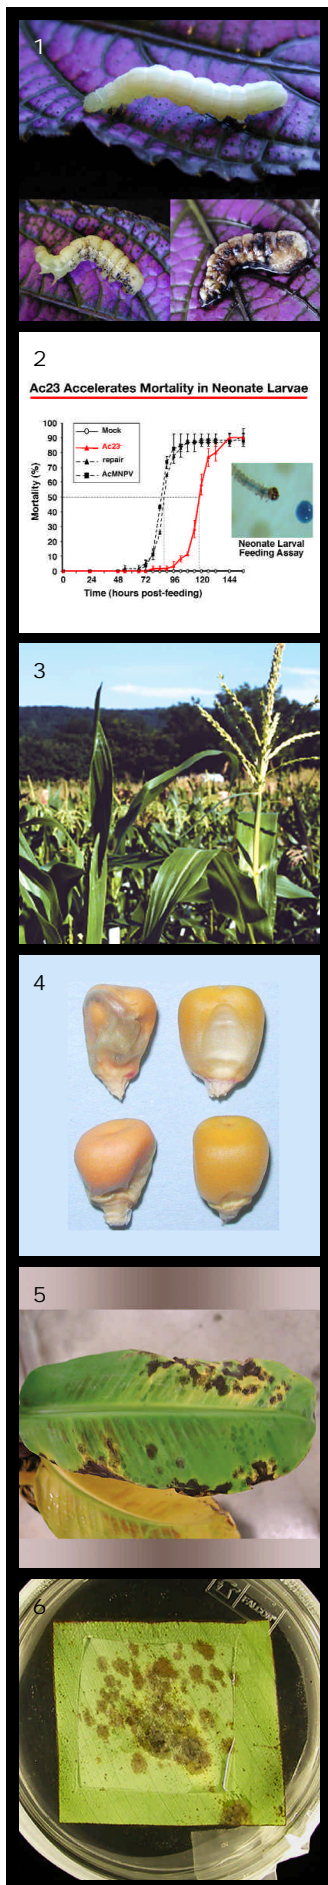 1
2
Ac23 Accelerates Mortality in Neonate Larvae
100
90
80
70
60
50
40
30
20
10
0
Mortality (%)
Mock
Ac23
repair
AcMNPV
0 24 48 72 96 120 144
Time (hours post-feeding)
Neonate Larval
Feeding Assay
3
4
5
6
FALCON